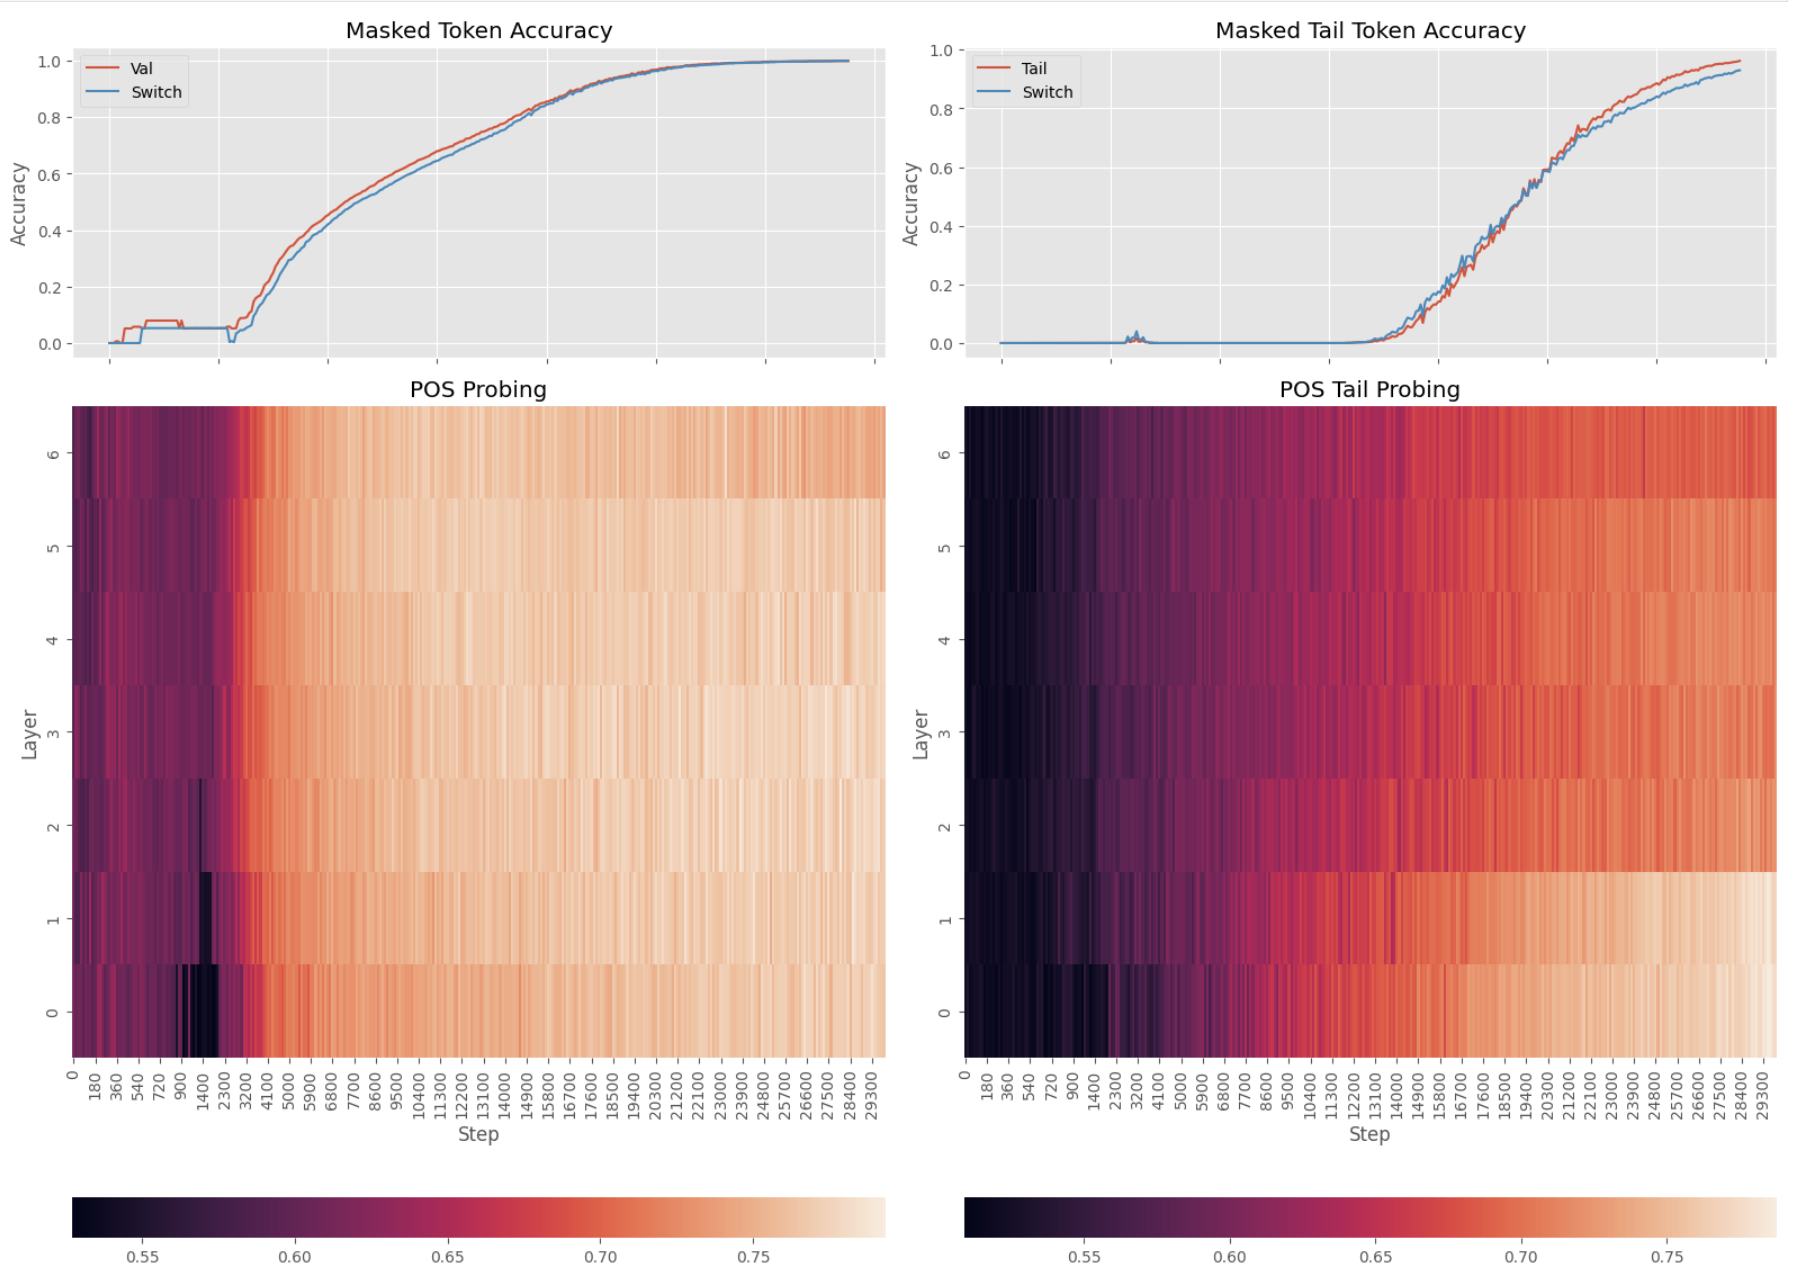 Masked Token Accuracy
Val
Switch
Accuracy
1.0
0.8
0.6
0.4
0.2
0.0
Masked Tail Token Accuracy
Tail
Switch
Accuracy
1.0
0.8
0.6
0.4
0.2
0.0
POS Probing
Layer
6
5
4
3
2
1
0
0 180 360 540 720 900 1400 2300 3200 4100 5000 5900 6800 7700 8600 9500 10400 11300 12200 13100 14000 14900 15800 16700 17600 18500 19400 20300 21100 22100 23000 23900 24800 25700 26600 27500 28400 29300
Step
0.55 0.60 0.65 0.70 0.75
POS Tail Probing
Layer
6
5
4
3
2
1
0
0 180 360 540 720 900 1400 2300 3200 4100 5000 5900 6800 7700 8600 9500 10400 11300 12200 13100 14000 14900 15800 16700 17600 18500 19400 20300 21200 22100 23000 23900 24800 25700 26600 27500 28400 29300
Step
0.55 0.60 0.65 0.70 0.75